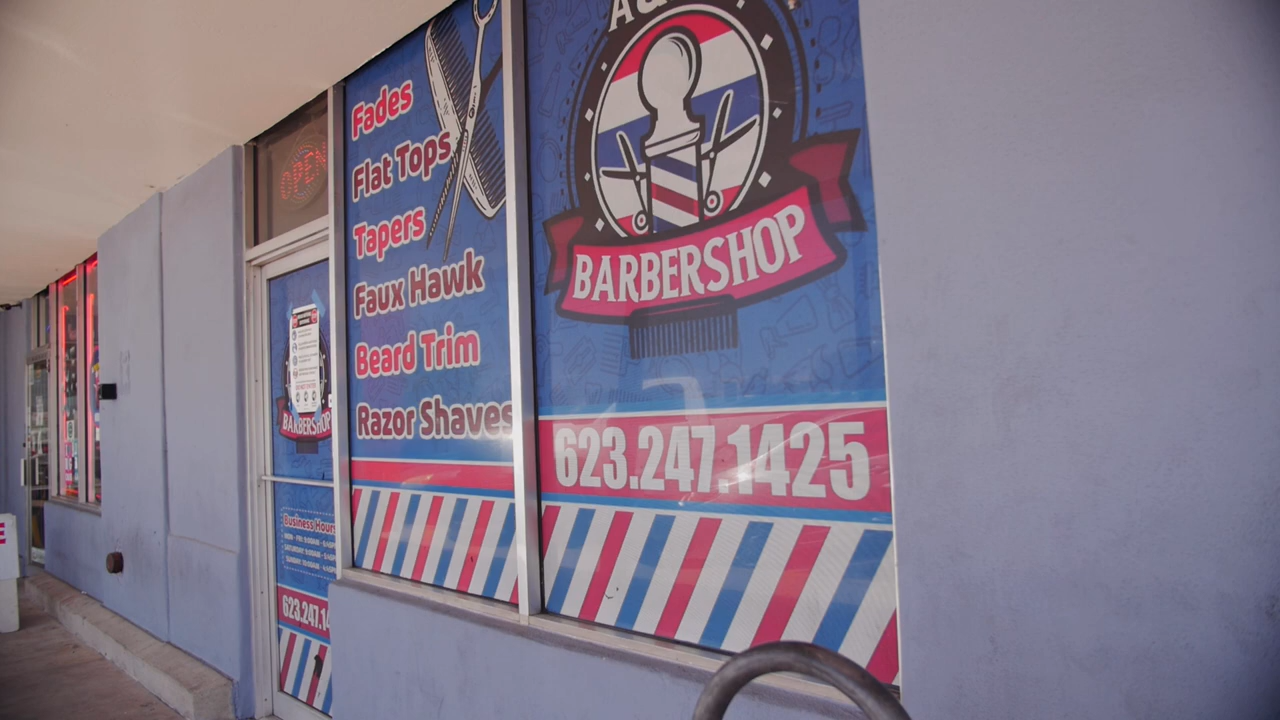 OPEN
Fades
Flat Tops
Tapers
Faux Hawk
Beard Trim
Razor Shaves
BARBERSHOP
623.247.1425
BARBERSHOP
Business Hours
623.247.14